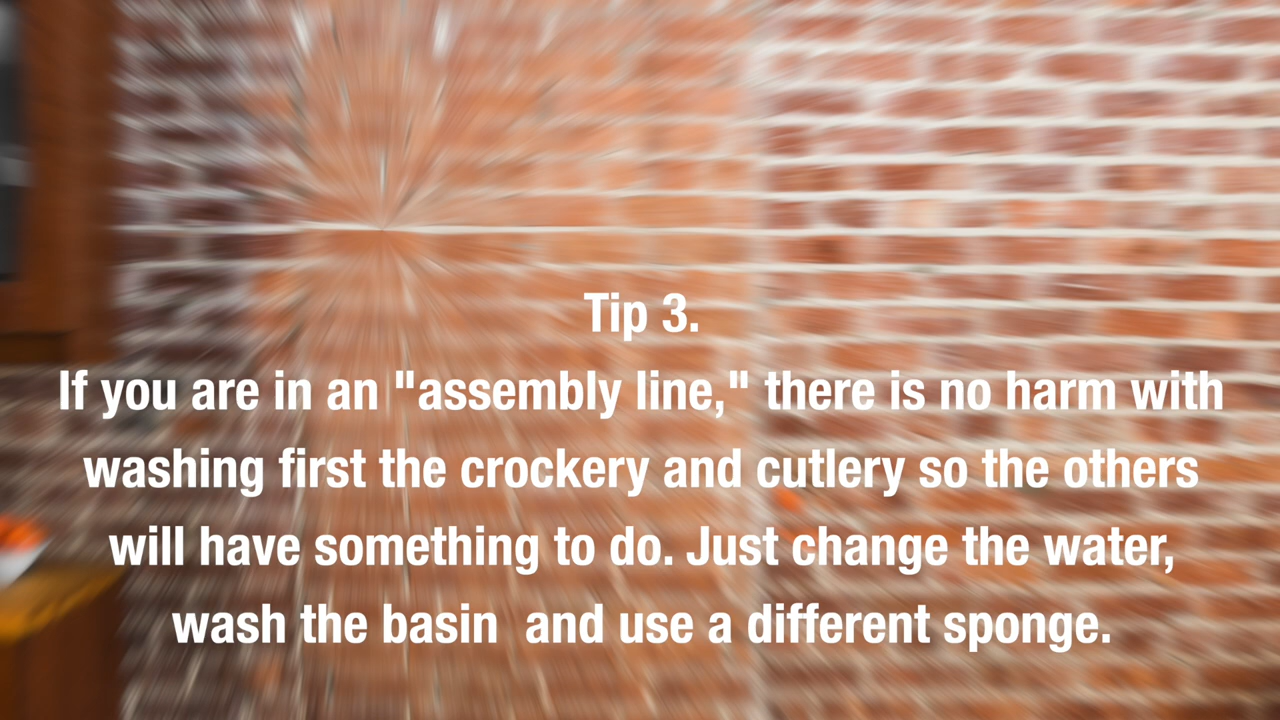 Tip 3.
If you are in an "assembly line," there is no harm with
washing first the crockery and cutlery so the others
will have something to do. Just change the water,
wash the basin  and use a different sponge.